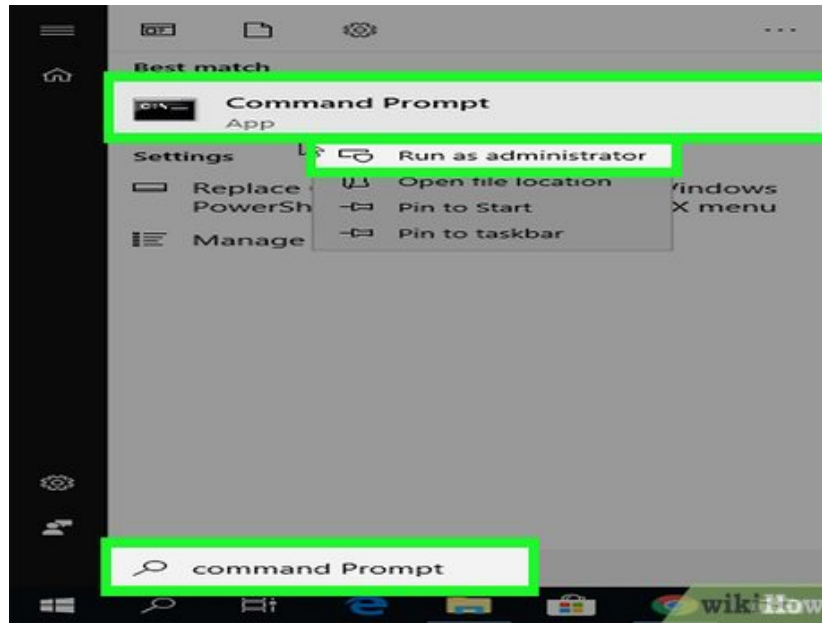 Best match
Command Prompt
App
Settings
Run as administrator
Replace
Open file location
Windows
PowerSh
Pin to Start
X menu
Manage
Pin to taskbar
command Prompt
wikiHow